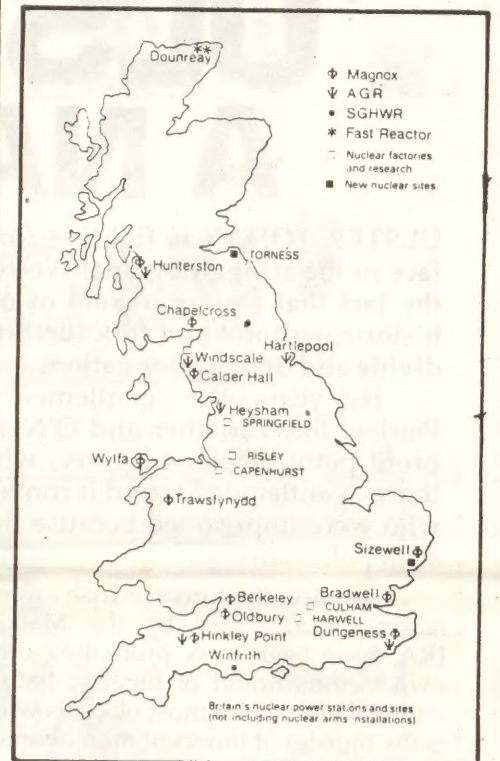 Dounreay
Magnox
AGR
SGHWR
Fast Reactor
Nuclear factories
and research
New nuclear sites
Hunterston
TORNESS
Chapelcross
Windscale
Hartlepool
Calder Hall
Heysham
SPRINGFIELD
Wylfa
RISLEY
CAPENHURST
Trawsfynydd
Sizewell
Berkeley
Bradwell
Oldbury
CULHAM
HARWELL
Hinkley Point
Dungeness
Winfrith
Britain's nuclear power stations and sites
(not including nuclear arms installations)